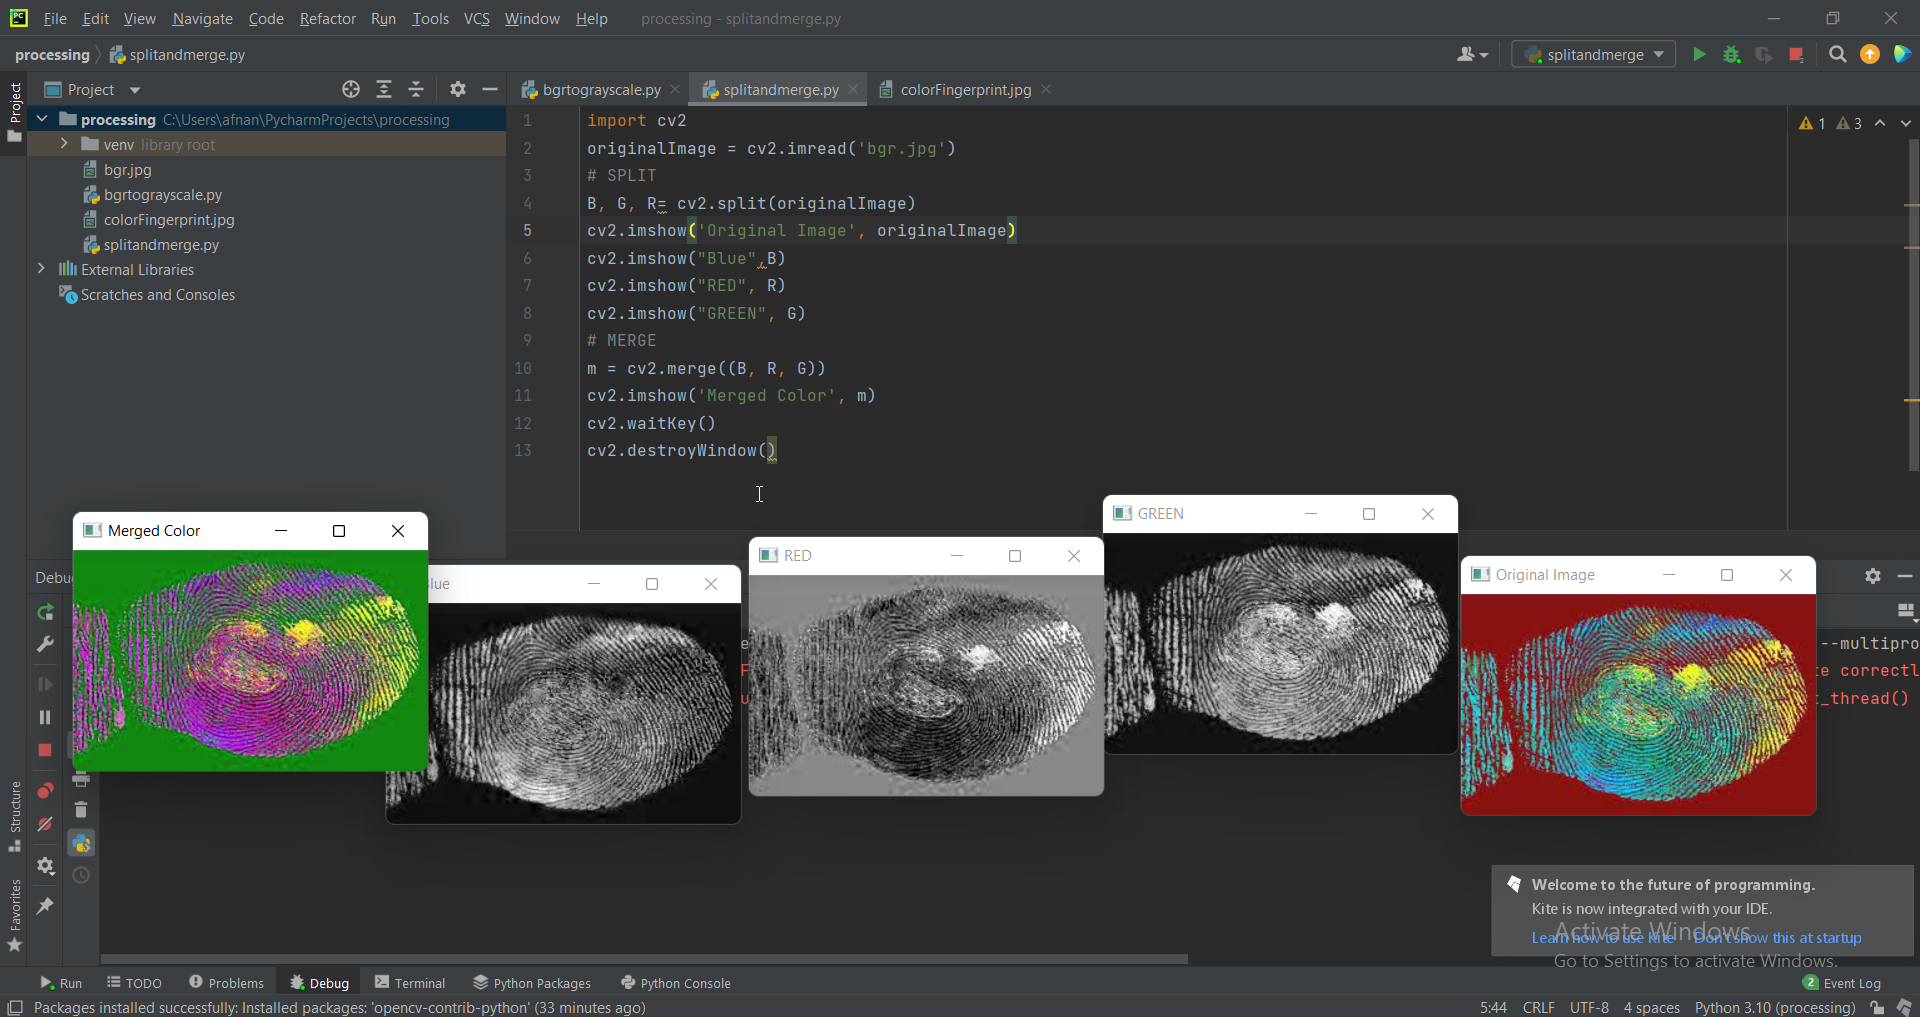 File Edit View Navigate Code Refactor Run Tools VCS Window Help processing - splitandmerge.py
processing splitandmerge.py splitandmerge
Project Project bgrtograyscale.py splitandmerge.py colorFingerprint.jpg
processing C:\Users\afnan\PycharmProjects\processing
venv library root
bgr.jpg
bgrtograyscale.py
colorFingerprint.jpg
splitandmerge.py
External Libraries
Scratches and Consoles
1 import cv2
2 originalImage = cv2.imread('bgr.jpg')
3 # SPLIT
4 B, G, R= cv2.split(originalImage)
5 cv2.imshow('Original Image', originalImage)
6 cv2.imshow("Blue",B)
7 cv2.imshow("RED", R)
8 cv2.imshow("GREEN", G)
9 # MERGE
10 m = cv2.merge((B, R, G))
11 cv2.imshow('Merged Color', m)
12 cv2.waitKey()
13 cv2.destroyWindow()
1 3
Merged Color
lue
RED
GREEN
Original Image
Debu
--multipro
te correctl
t_thread()
Structure
Favorites
Welcome to the future of programming.
Kite is now integrated with your IDE.
Learn how to use Kite Don't show this at startup
Activate Windows
Go to Settings to activate Windows.
Run TODO Problems Debug Terminal Python Packages Python Console 2 Event Log
Packages installed successfully: Installed packages: 'opencv-contrib-python' (33 minutes ago) 5:44 CRLF UTF-8 4 spaces Python 3.10 (processing)